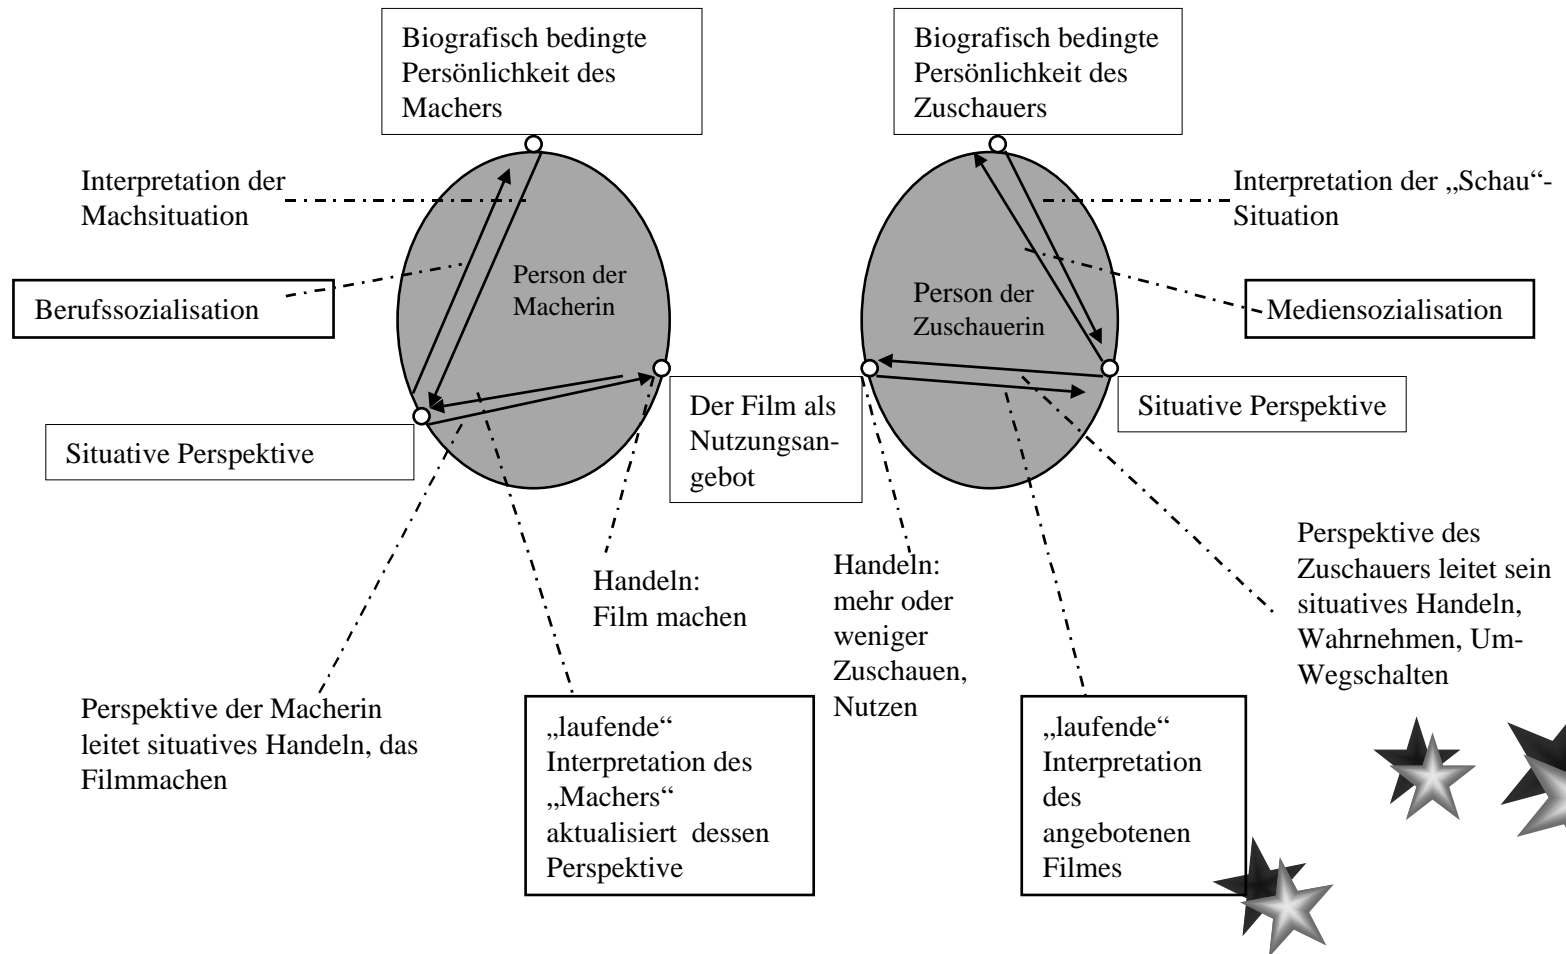 Biografisch bedingte
Persönlichkeit des
Machers
Biografisch bedingte
Persönlichkeit des
Zuschauers
Interpretation der
Machsituation
Interpretation der „Schau“-
Situation
Berufssozialisation
Person der
Macherin
Person der
Zuschauerin
Mediensozialisation
Situative Perspektive
Der Film als
Nutzungsan-
gebot
Situative Perspektive
Handeln:
Film machen
Handeln:
mehr oder
weniger
Zuschauen,
Nutzen
Perspektive des
Zuschauers leitet sein
situatives Handeln,
Wahrnehmen, Um-
Wegschalten
Perspektive der Macherin
leitet situatives Handeln, das
Filmmachen
„laufende“
Interpretation des
„Machers“
aktualisiert dessen
Perspektive
„laufende“
Interpretation
des
angebotenen
Filmes